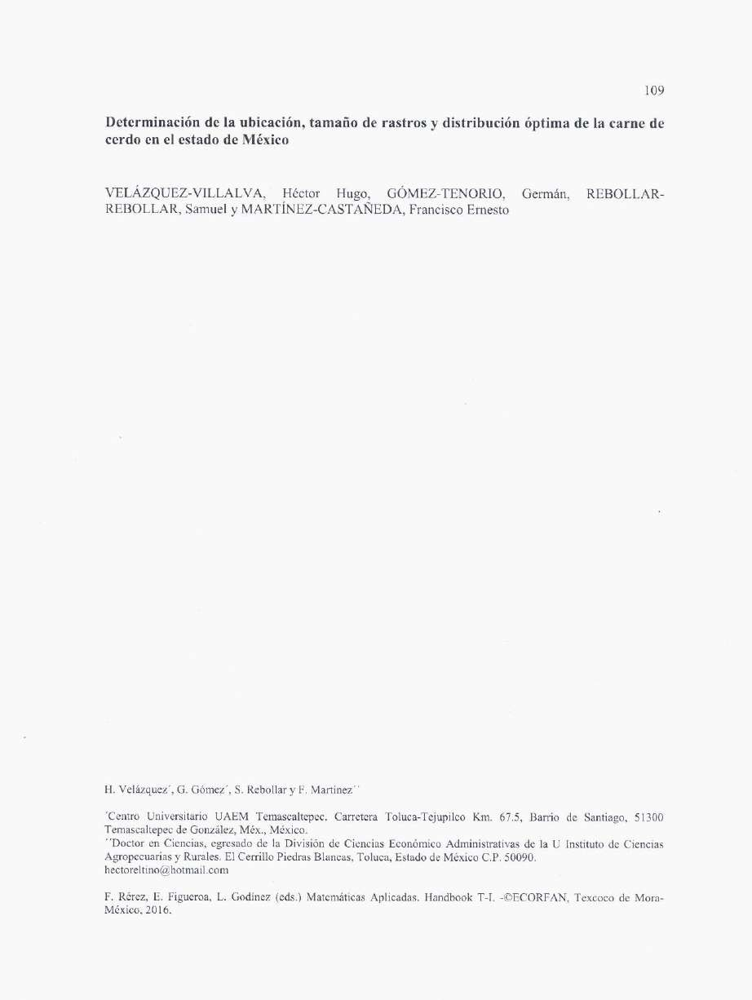 109
Determinación de la ubicación, tamaño de rastros y distribución óptima de la carne de
cerdo en el estado de México
VELÁZQUEZ-VILLALVA, Héctor Hugo, GÓMEZ-TENORIO, Germán, REBOLLAR-
REBOLLAR, Samuel y MARTÍNEZ-CASTAÑEDA, Francisco Ernesto
H. Velázquez´, G. Gómez´, S. Rebollar y F. Martinez´´
´Centro Universitario UAEM Temascaltepec. Carretera Toluca-Tejupilco Km. 67.5, Barrio de Santiago, 51300
Temascaltepec de González, Méx., México.
´´Doctor en Ciencias, egresado de la División de Ciencias Económico Administrativas de la U Instituto de Ciencias
Agropecuarias y Rurales. El Cerrillo Piedras Blancas, Toluca, Estado de México C.P. 50090.
hectoreltino@hotmail.com
F. Rérez, E. Figueroa, L. Godínez (eds.) Matemáticas Aplicadas. Handbook T-I. -©ECORFAN, Texcoco de Mora-
México, 2016.